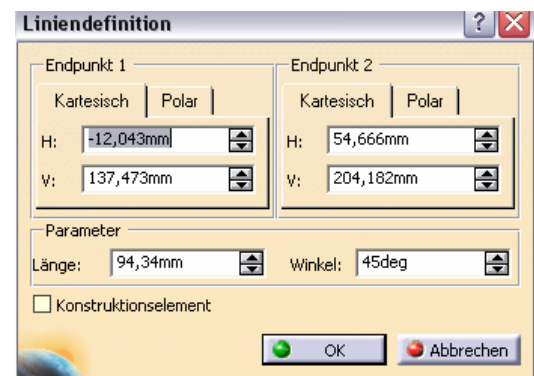 Liniendefinition ?
Endpunkt 1 Endpunkt 2
Kartesisch Polar Kartesisch Polar
H: -12,043mm H: 54,666mm
V: 137,473mm V: 204,182mm
Parameter
Länge: 94,34mm Winkel: 45deg
Konstruktionselement
OK Abbrechen